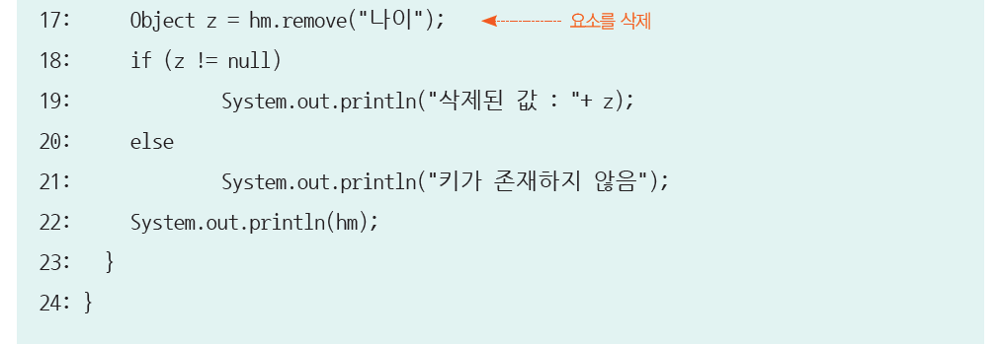 17: Object z = hm.remove("나이"); 요소를 삭제
18: if (z != null)
19: System.out.println("삭제된 값 : "+ z);
20: else
21: System.out.println("키가 존재하지 않음");
22: System.out.println(hm);
23: }
24: }